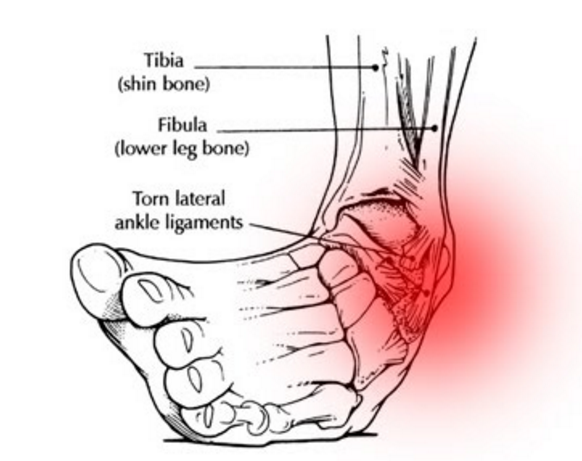 Tibia
(shin bone)
Fibula
(lower leg bone)
Torn lateral
ankle ligaments